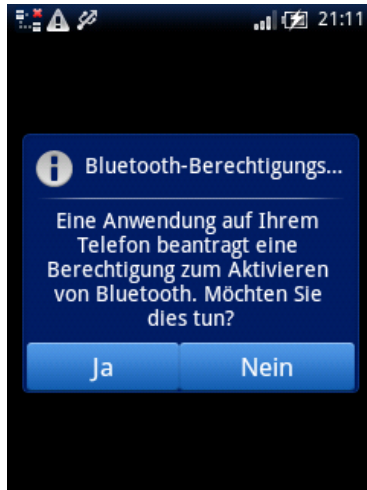 21:11
Bluetooth-Berechtigungs...
Eine Anwendung auf Ihrem
Telefon beantragt eine
Berechtigung zum Aktivieren
von Bluetooth. Möchten Sie
dies tun?
Ja
Nein